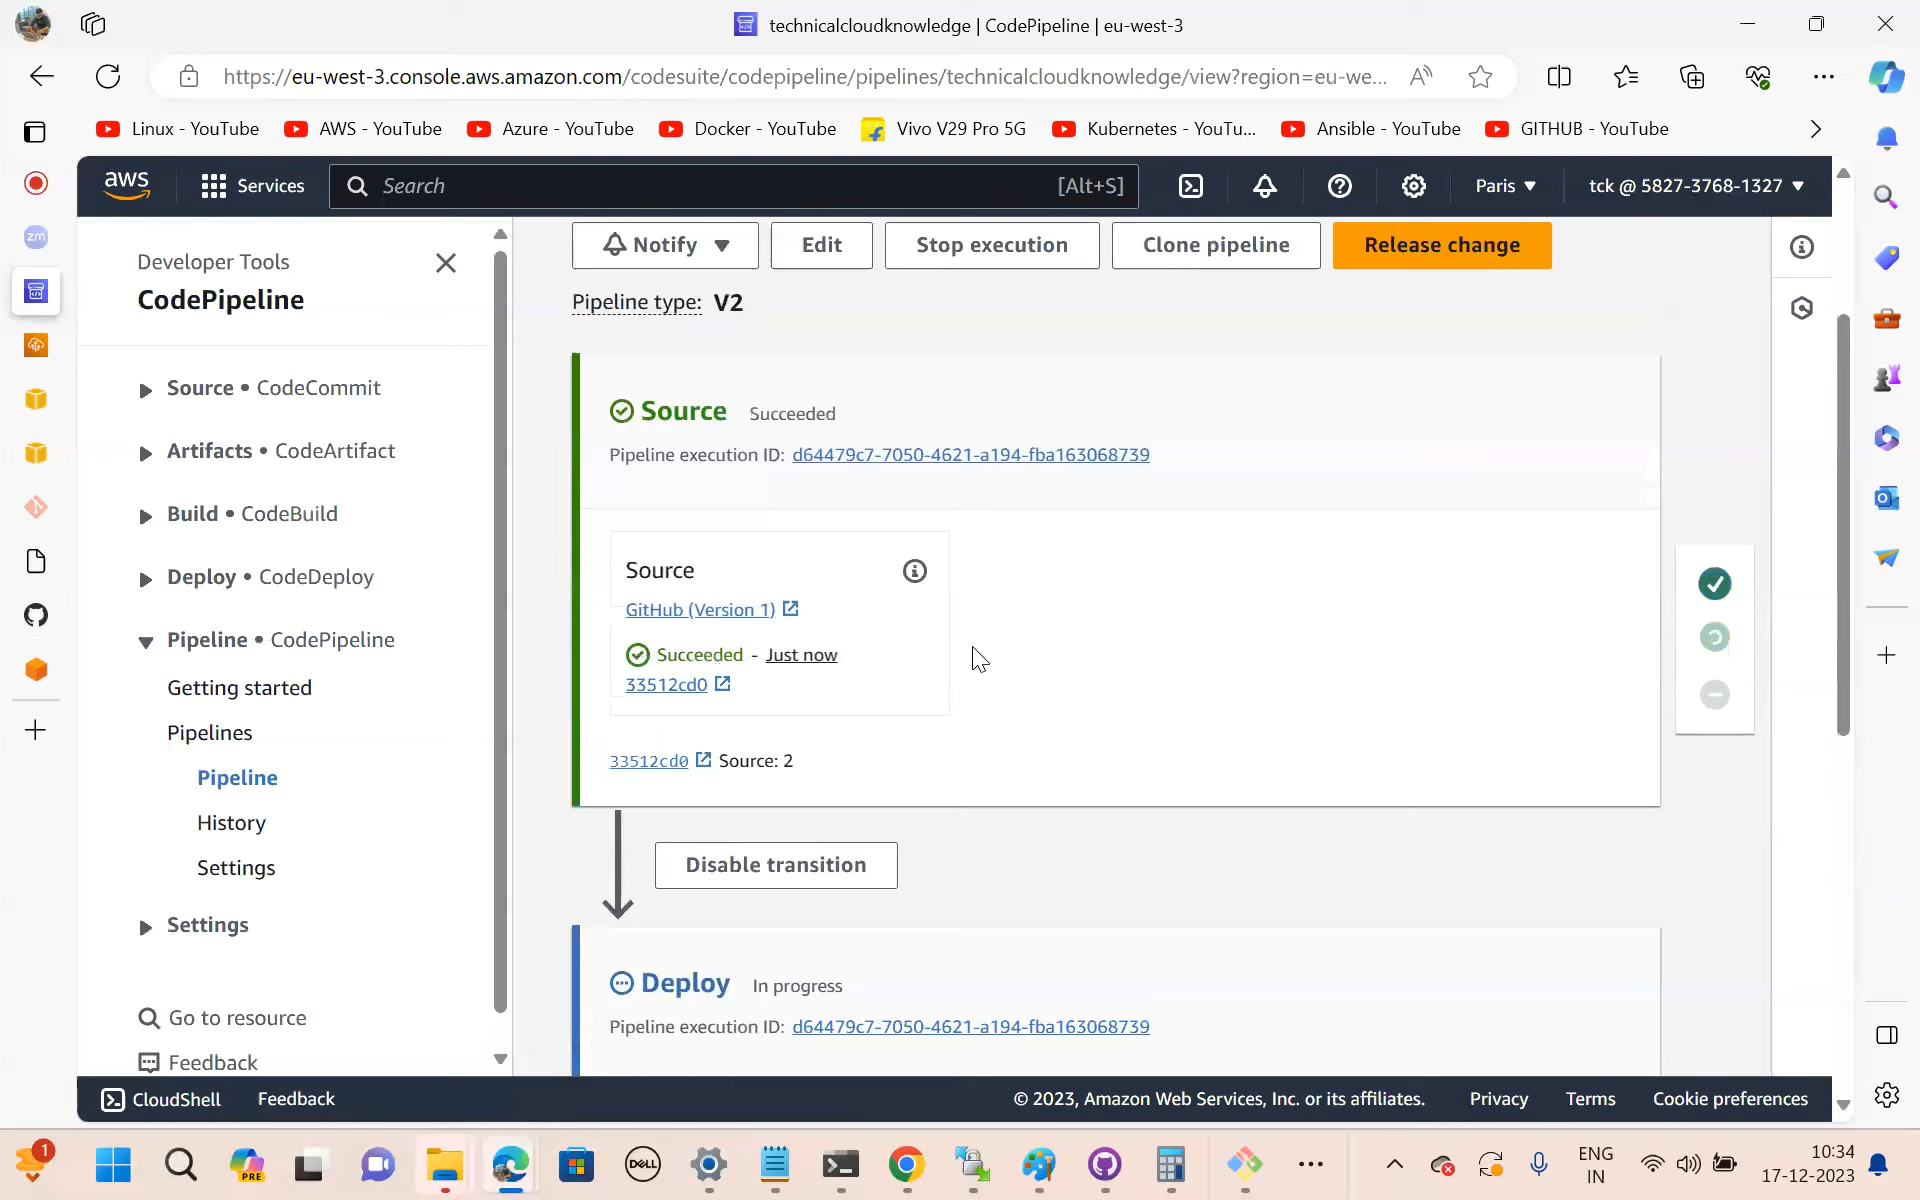 technicalcloudknowledge | CodePipeline | eu-west-3
https://eu-west-3.console.aws.amazon.com/codesuite/codepipeline/pipelines/technicalcloudknowledge/view?region=eu-we...
Linux - YouTube
AWS - YouTube
Azure - YouTube
Docker - YouTube
Vivo V29 Pro 5G
Kubernetes - YouTu...
Ansible - YouTube
GITHUB - YouTube
aws
Services
Search
[Alt+S]
Paris
tck @ 5827-3768-1327
zm
Developer Tools
CodePipeline
Source • CodeCommit
Artifacts • CodeArtifact
Build • CodeBuild
Deploy • CodeDeploy
Pipeline • CodePipeline
Getting started
Pipelines
Pipeline
History
Settings
Settings
Go to resource
Feedback
Notify
Edit
Stop execution
Clone pipeline
Release change
Pipeline type: V2
Source Succeeded
Pipeline execution ID: d64479c7-7050-4621-a194-fba163068739
Source
GitHub (Version 1)
Succeeded - Just now
33512cd0
33512cd0 Source: 2
Disable transition
Deploy In progress
Pipeline execution ID: d64479c7-7050-4621-a194-fba163068739
CloudShell
Feedback
© 2023, Amazon Web Services, Inc. or its affiliates.
Privacy
Terms
Cookie preferences
1
PRE
DELL
ENG
IN
10:34
17-12-2023